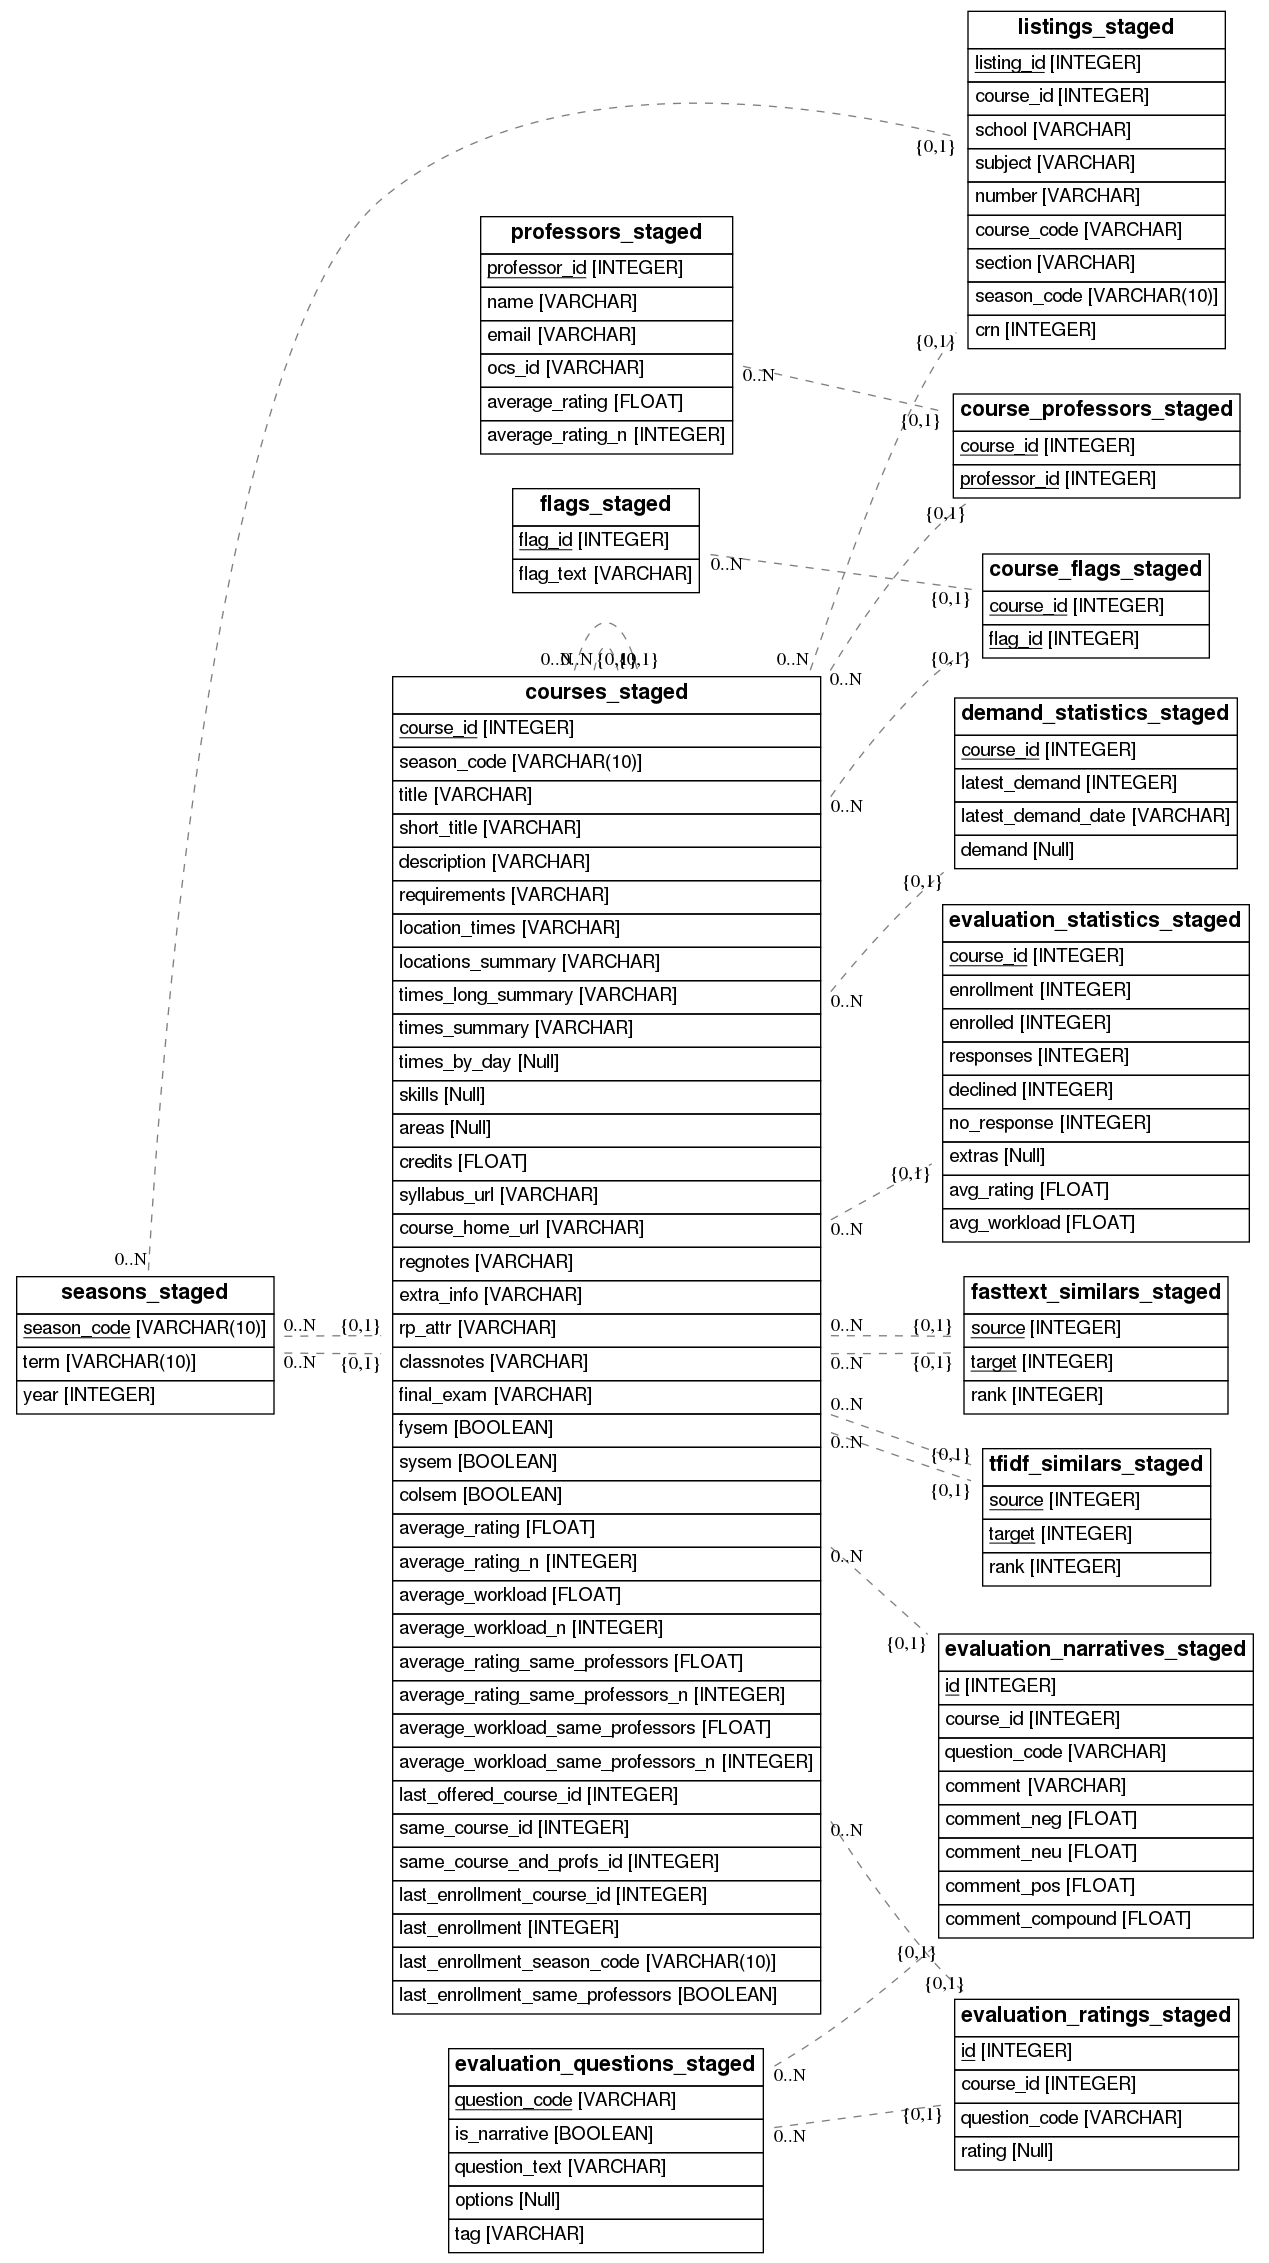 listings_staged
listing_id [INTEGER]
course_id [INTEGER]
school [VARCHAR]
subject [VARCHAR]
number [VARCHAR]
course_code [VARCHAR]
section [VARCHAR]
season_code [VARCHAR(10)]
crn [INTEGER]
{0,1}
{0,1}
professors_staged
professor_id [INTEGER]
name [VARCHAR]
email [VARCHAR]
ocs_id [VARCHAR]
average_rating [FLOAT]
average_rating_n [INTEGER]
0..N
{0,1}
course_professors_staged
course_id [INTEGER]
professor_id [INTEGER]
{0,1}
flags_staged
flag_id [INTEGER]
flag_text [VARCHAR]
0..N
{0,1}
course_flags_staged
course_id [INTEGER]
flag_id [INTEGER]
{0,1}
0..N
0..N
{0,1}
{0,1}
0..N
0..N
courses_staged
course_id [INTEGER]
season_code [VARCHAR(10)]
title [VARCHAR]
short_title [VARCHAR]
description [VARCHAR]
requirements [VARCHAR]
location_times [VARCHAR]
locations_summary [VARCHAR]
times_long_summary [VARCHAR]
times_summary [VARCHAR]
times_by_day [Null]
skills [Null]
areas [Null]
credits [FLOAT]
syllabus_url [VARCHAR]
course_home_url [VARCHAR]
regnotes [VARCHAR]
extra_info [VARCHAR]
rp_attr [VARCHAR]
classnotes [VARCHAR]
final_exam [VARCHAR]
fysem [BOOLEAN]
sysem [BOOLEAN]
colsem [BOOLEAN]
average_rating [FLOAT]
average_rating_n [INTEGER]
average_workload [FLOAT]
average_workload_n [INTEGER]
average_rating_same_professors [FLOAT]
average_rating_same_professors_n [INTEGER]
average_workload_same_professors [FLOAT]
average_workload_same_professors_n [INTEGER]
last_offered_course_id [INTEGER]
same_course_id [INTEGER]
same_course_and_profs_id [INTEGER]
last_enrollment_course_id [INTEGER]
last_enrollment [INTEGER]
last_enrollment_season_code [VARCHAR(10)]
last_enrollment_same_professors [BOOLEAN]
demand_statistics_staged
course_id [INTEGER]
latest_demand [INTEGER]
latest_demand_date [VARCHAR]
demand [Null]
0..N
{0,1}
0..N
evaluation_statistics_staged
course_id [INTEGER]
enrollment [INTEGER]
enrolled [INTEGER]
responses [INTEGER]
declined [INTEGER]
no_response [INTEGER]
extras [Null]
avg_rating [FLOAT]
avg_workload [FLOAT]
{0,1}
0..N
0..N
seasons_staged
season_code [VARCHAR(10)]
term [VARCHAR(10)]
year [INTEGER]
0..N
{0,1}
0..N
{0,1}
0..N
{0,1}
0..N
{0,1}
fasttext_similars_staged
source [INTEGER]
target [INTEGER]
rank [INTEGER]
0..N
0..N
{0,1}
{0,1}
tfidf_similars_staged
source [INTEGER]
target [INTEGER]
rank [INTEGER]
0..N
{0,1}
evaluation_narratives_staged
id [INTEGER]
course_id [INTEGER]
question_code [VARCHAR]
comment [VARCHAR]
comment_neg [FLOAT]
comment_neu [FLOAT]
comment_pos [FLOAT]
comment_compound [FLOAT]
0..N
{0,1}
{0,1}
evaluation_ratings_staged
id [INTEGER]
course_id [INTEGER]
question_code [VARCHAR]
rating [Null]
evaluation_questions_staged
question_code [VARCHAR]
is_narrative [BOOLEAN]
question_text [VARCHAR]
options [Null]
tag [VARCHAR]
0..N
0..N
{0,1}